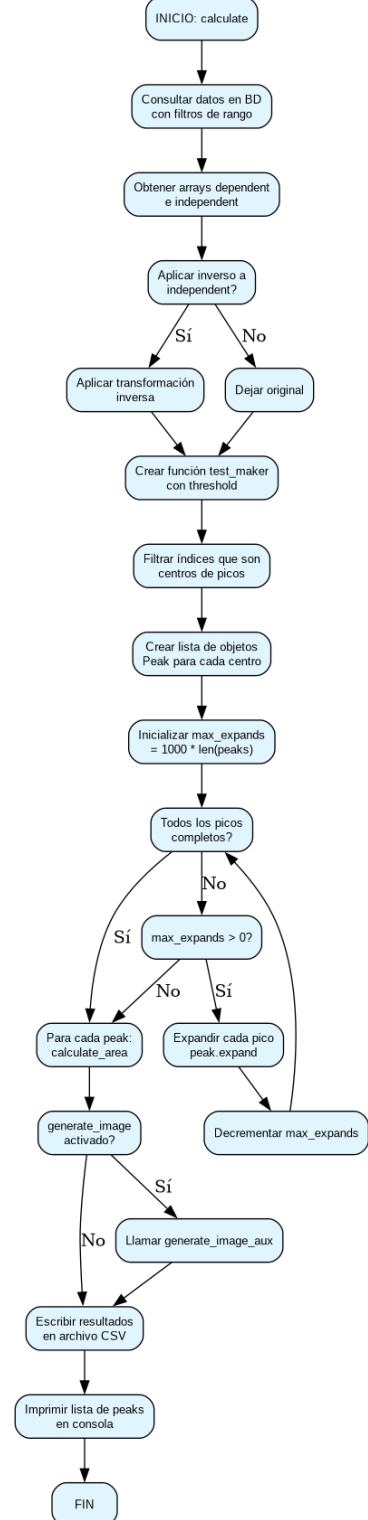 INICIO: calculate
Consultar datos en BD
con filtros de rango
Obtener arrays dependent
e independent
Aplicar inverso a
independent?
Sí
No
Aplicar transformación
inversa
Dejar original
Crear función test_maker
con threshold
Filtrar índices que son
centros de picos
Crear lista de objetos
Peak para cada centro
Inicializar max_expands
= 1000 * len(peaks)
Todos los picos
completos?
No
max_expands > 0?
Sí
No
Sí
Para cada peak:
calculate_area
Expandir cada pico
peak.expand
generate_image
activado?
Decrementar max_expands
Sí
No
Llamar generate_image_aux
Escribir resultados
en archivo CSV
Imprimir lista de peaks
en consola
FIN